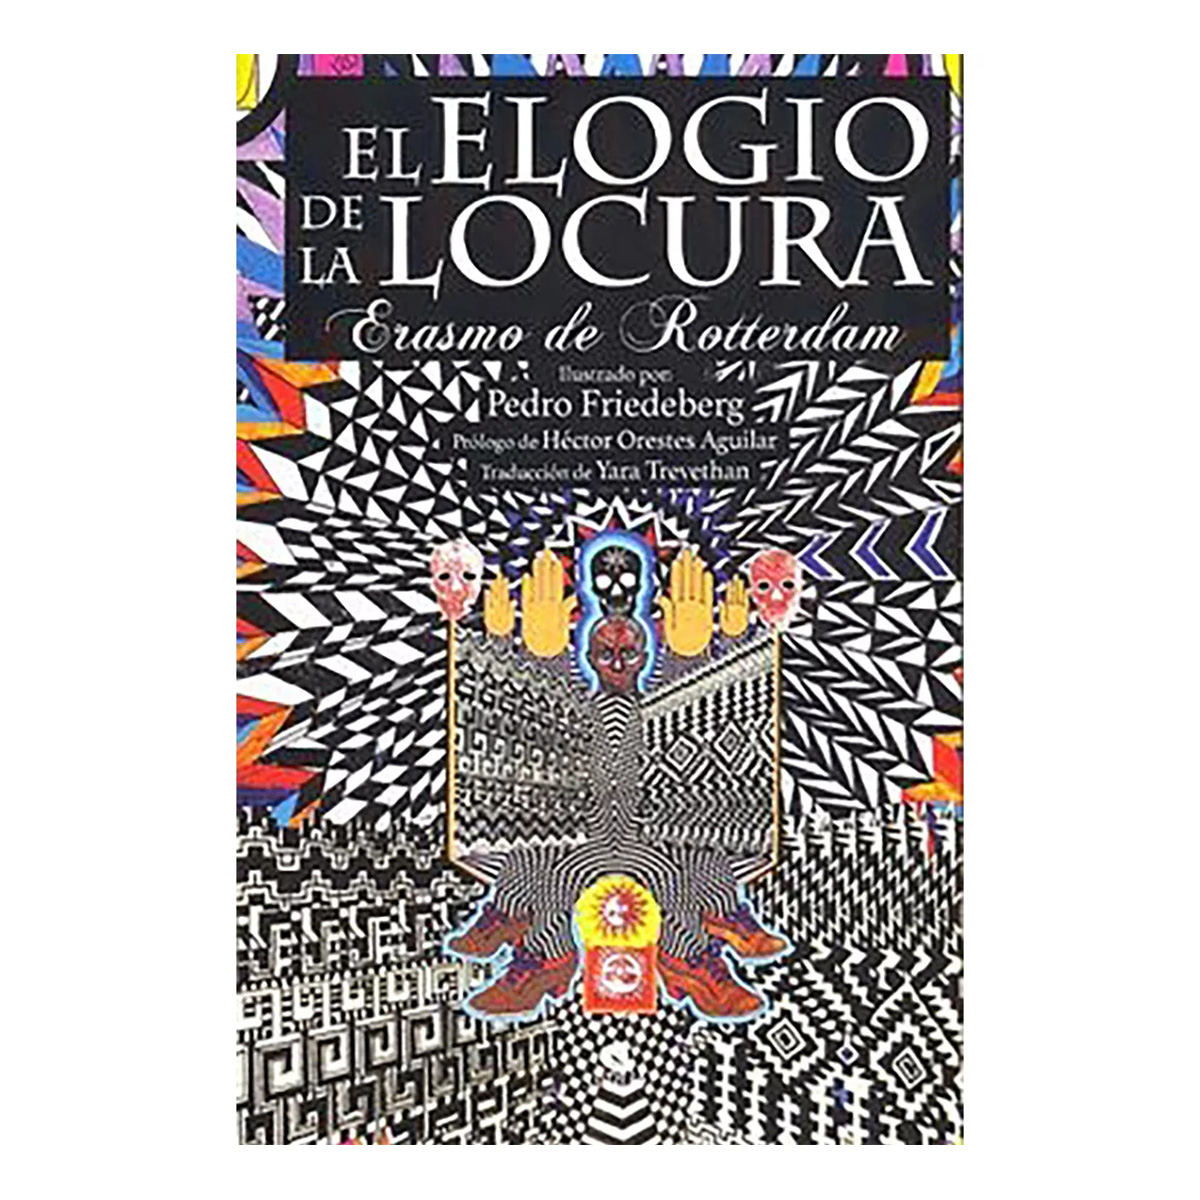 EL ELOGIO
DE LA LOCURA
Erasmo de Rotterdam
Ilustrado por:
Pedro Friedeberg
Prólogo de Héctor Orestes Aguilar
Traducción de Yara Trevethan